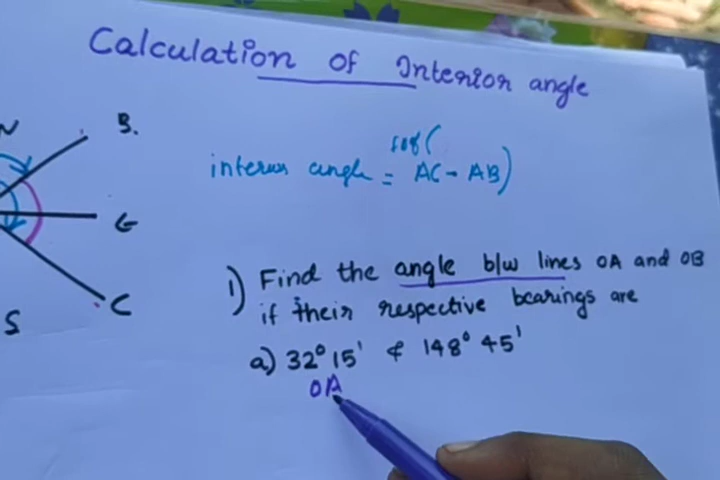 Calculation of Interior angle
N
B.
E
C
S
of (
interior angle = AC - AB)
1) Find the angle b/w lines OA and OB
if their respective bearings are
a) 32° 15' & 148° 45'
OA